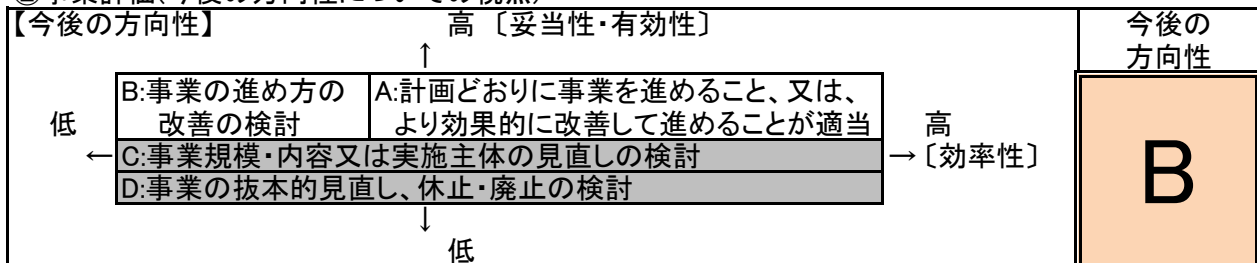 【今後の方向性】
高 〔妥当性・有効性〕
↑
今後の
方向性
B:事業の進め方の
改善の検討
A:計画どおりに事業を進めること、又は、
より効果的に改善して進めることが適当
低
←
C:事業規模・内容又は実施主体の見直しの検討
D:事業の抜本的見直し、休止・廃止の検討
高
→〔効率性〕
↓
低
B